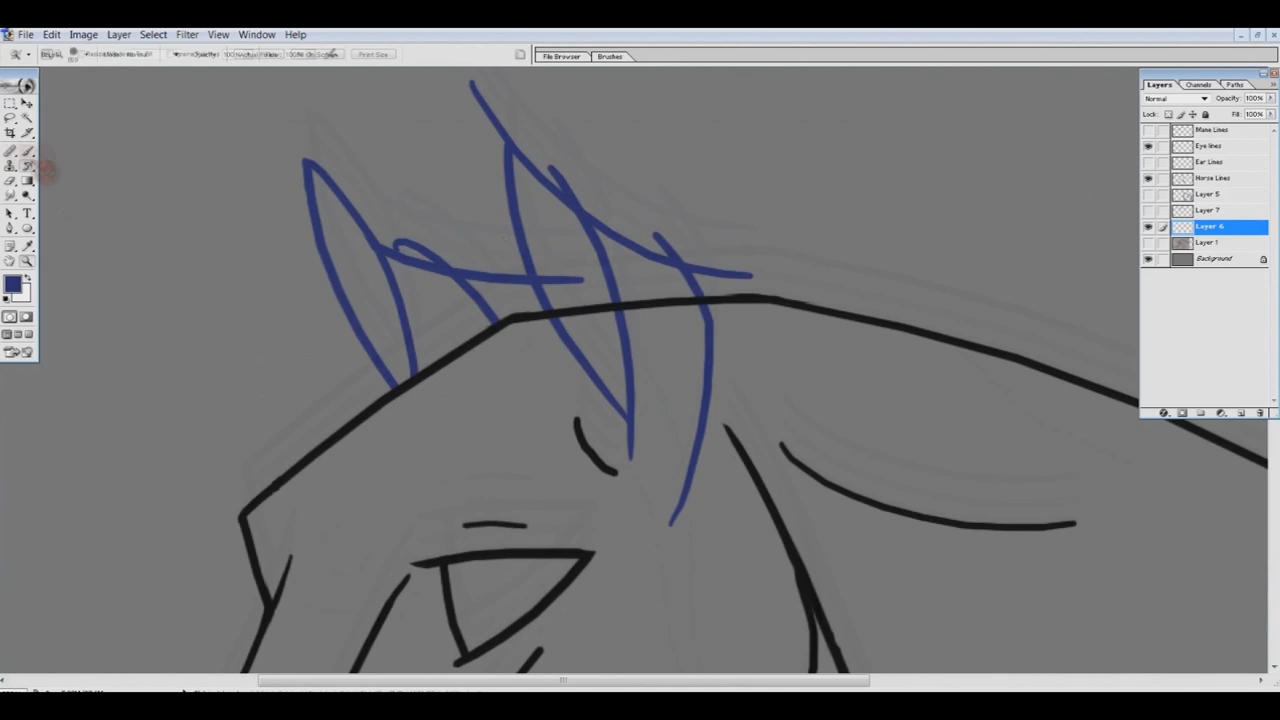 File Edit Image Layer Select Filter View Window Help
Print Size
File Browser Brushes
Layers Channels Paths
Normal Opacity: 100%
Lock: Fill: 100%
Mane Lines
Eye lines
Ear Lines
Horse Lines
Layer 5
Layer 7
Layer 6
Layer 1
Background